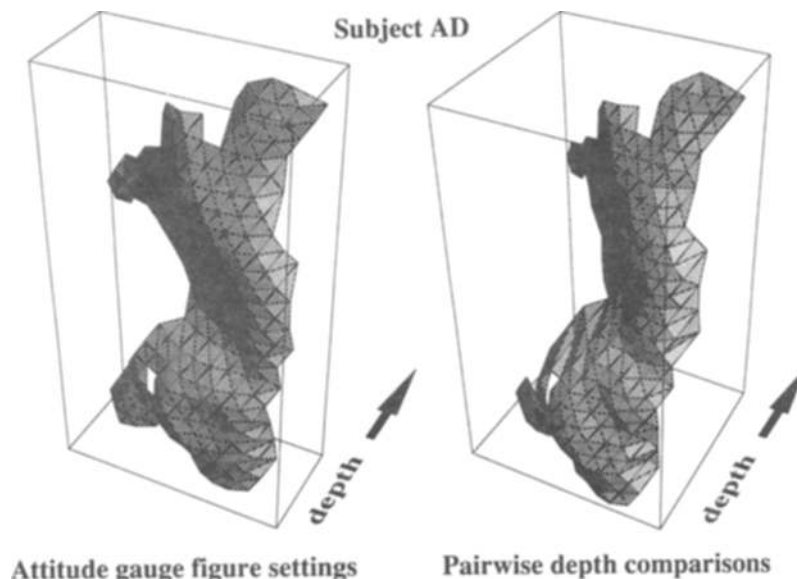 Subject AD
depth
depth
Attitude gauge figure settings
Pairwise depth comparisons